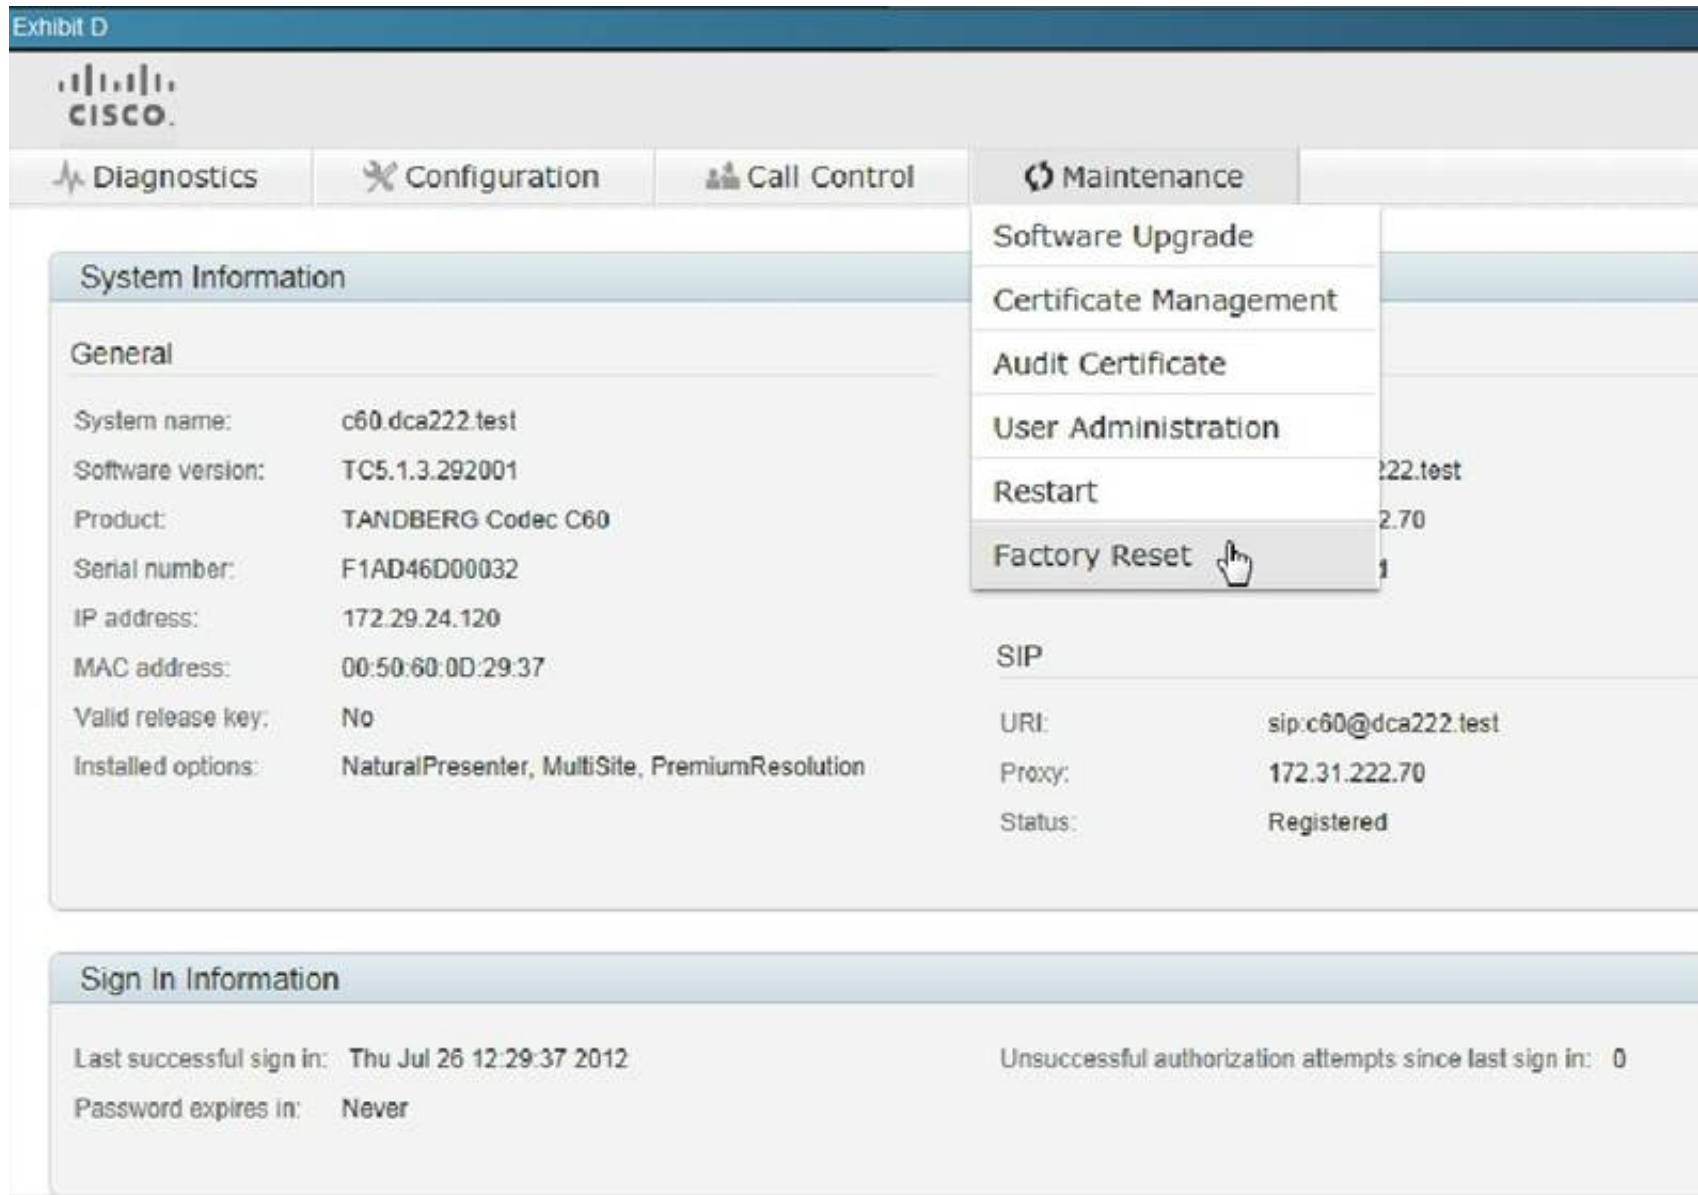 Exhibit D
CISCO.
Diagnostics Configuration Call Control Maintenance
Software Upgrade
Certificate Management
Audit Certificate
User Administration
Restart
Factory Reset
System Information
General
System name: c60.dca222.test
Software version: TC5.1.3.292001
Product: TANDBERG Codec C60
Serial number: F1AD46D00032
IP address: 172.29.24.120
MAC address: 00:50:60:0D:29:37
Valid release key: No
Installed options: NaturalPresenter, MultiSite, PremiumResolution
222.test
2.70
SIP
URI: sip:c60@dca222.test
Proxy: 172.31.222.70
Status: Registered
Sign In Information
Last successful sign in: Thu Jul 26 12:29:37 2012
Password expires in: Never
Unsuccessful authorization attempts since last sign in: 0